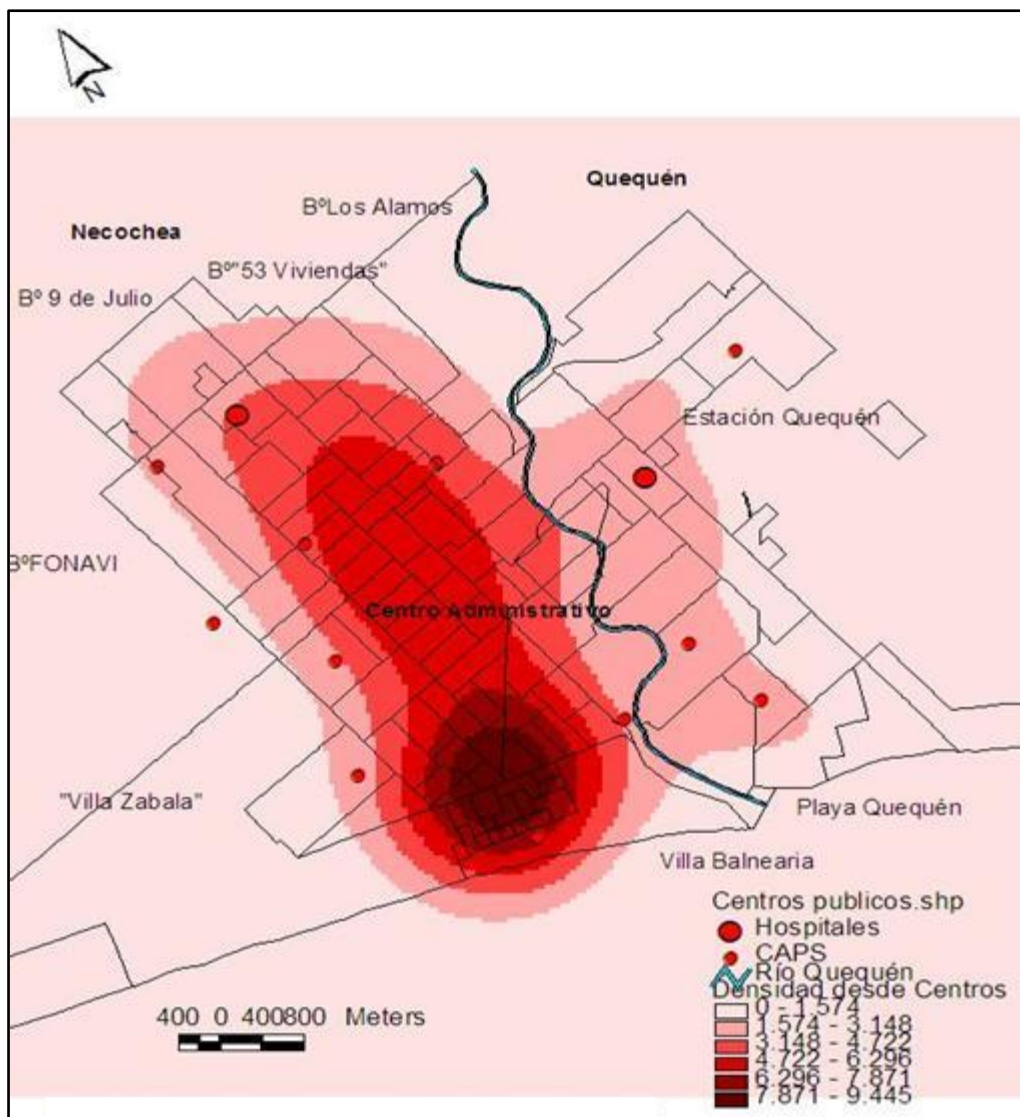 N
Quequén
BºLos Alamos
Necochea
Bº"53 Viviendas"
Bº 9 de Julio
Estación Quequén
BºFONAVI
Centro Administrativo
"Villa Zabala"
Playa Quequén
Villa Balnearia
400 0 400800 Meters
Centros publicos.shp
Hospitales
CAPS
Río Quequén
Densidad desde Centros
0 - 1.574
1.574 - 3.148
3.148 - 4.722
4.722 - 6.296
6.296 - 7.871
7.871 - 9.445